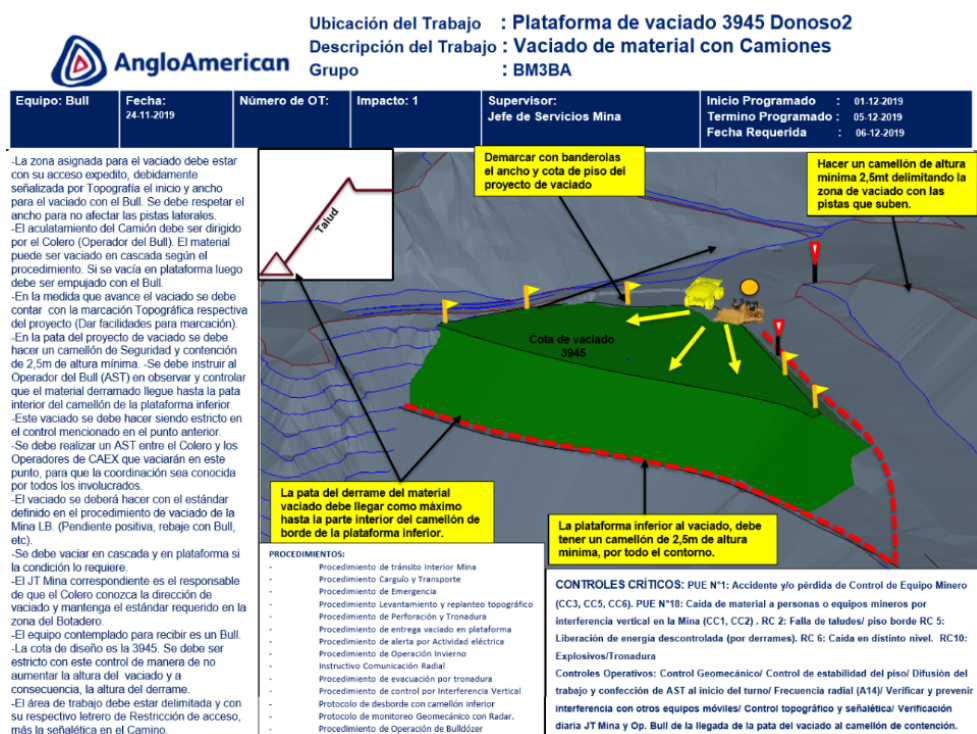 AngloAmerican
Ubicación del Trabajo : Plataforma de vaciado 3945 Donoso2
Descripción del Trabajo : Vaciado de material con Camiones
Grupo : BM3BA
Equipo: Bull
Fecha:
24-11-2019
Número de OT:
Impacto: 1
Supervisor:
Jefe de Servicios Mina
Inicio Programado : 01-12-2019
Termino Programado : 05-12-2019
Fecha Requerida : 06-12-2019
-La zona asignada para el vaciado debe estar
con su acceso expedito, debidamente
señalizada por Topografía el inicio y ancho
para el vaciado con el Bull. Se debe respetar el
ancho para no afectar las pistas laterales.
-El aculatamiento del Camión debe ser dirigido
por el Colero (Operador del Bull). El material
puede ser vaciado en cascada según el
procedimiento. Si se vacía en plataforma luego
debe ser empujado con el Bull.
-En la medida que avance el vaciado se debe
contar con la marcación Topográfica respectiva
del proyecto (Dar facilidades para marcación).
-En la pata del proyecto de vaciado se debe
hacer un camellón de Seguridad y contención
de 2,5m de altura mínima. -Se debe instruir al
Operador del Bull (AST) en observar y controlar
que el material derramado llegue hasta la pata
interior del camellón de la plataforma inferior.
-Este vaciado se debe hacer siendo estricto en
el control mencionado en el punto anterior.
-Se debe realizar un AST entre el Colero y los
Operadores de CAEX que vaciarán en este
punto, para que la coordinación sea conocida
por todos los involucrados.
-El vaciado se deberá hacer con el estándar
definido en el procedimiento de vaciado de la
Mina LB. (Pendiente positiva, rebaje con Bull,
etc).
-Se debe vaciar en cascada y en plataforma si
la condición lo requiere.
-El JT Mina correspondiente es el responsable
de que el Colero conozca la dirección de
vaciado y mantenga el estándar requerido en la
zona del Botadero.
-El equipo contemplado para recibir es un Bull.
-La cota de diseño es la 3945. Se debe ser
estricto con este control de manera de no
aumentar la altura del vaciado y a
consecuencia, la altura del derrame.
-El área de trabajo debe estar delimitada y con
su respectivo letrero de Restricción de acceso,
más la señalética en el Camino.
Talud
Demarcar con banderolas
el ancho y cota de piso del
proyecto de vaciado
Hacer un camellón de altura
mínima 2,5mt delimitando la
zona de vaciado con las
pistas que suben.
Cota de vaciado
3945
La pata del derrame del material
vaciado debe llegar como máximo
hasta la parte interior del camellón de
borde de la plataforma inferior.
La plataforma inferior al vaciado, debe
tener un camellón de 2,5m de altura
mínima, por todo el contorno.
PROCEDIMIENTOS:
- Procedimiento de tránsito Interior Mina
- Procedimiento Carguío y Transporte
- Procedimiento de Emergencia
- Procedimiento Levantamiento y replanteo topográfico
- Procedimiento de Perforación y Tronadura
- Procedimiento de entrega vaciado en plataforma
- Procedimiento de alerta por Actividad eléctrica
- Procedimiento de Operación Invierno
- Instructivo Comunicación Radial
- Procedimiento de evacuación por tronadura
- Procedimiento de control por Interferencia Vertical
- Protocolo de desborde con camellón inferior
- Protocolo de monitoreo Geomecánico con Radar.
- Procedimiento de Operación de Bulldózer
CONTROLES CRÍTICOS: PUE N°1: Accidente y/o pérdida de Control de Equipo Minero
(CC3, CC5, CC6). PUE N°18: Caída de material a personas o equipos mineros por
interferencia vertical en la Mina (CC1, CC2) . RC 2: Falla de taludes/ piso borde RC 5:
Liberación de energía descontrolada (por derrames). RC 6: Caída en distinto nivel. RC10:
Explosivos/Tronadura
Controles Operativos: Control Geomecánico/ Control de estabilidad del piso/ Difusión del
trabajo y confección de AST al inicio del turno/ Frecuencia radial (A14)/ Verificar y prevenir
interferencia con otros equipos móviles/ Control topográfico y señalética/ Verificación
diaria JT Mina y Op. Bull de la llegada de la pata del vaciado al camellón de contención.